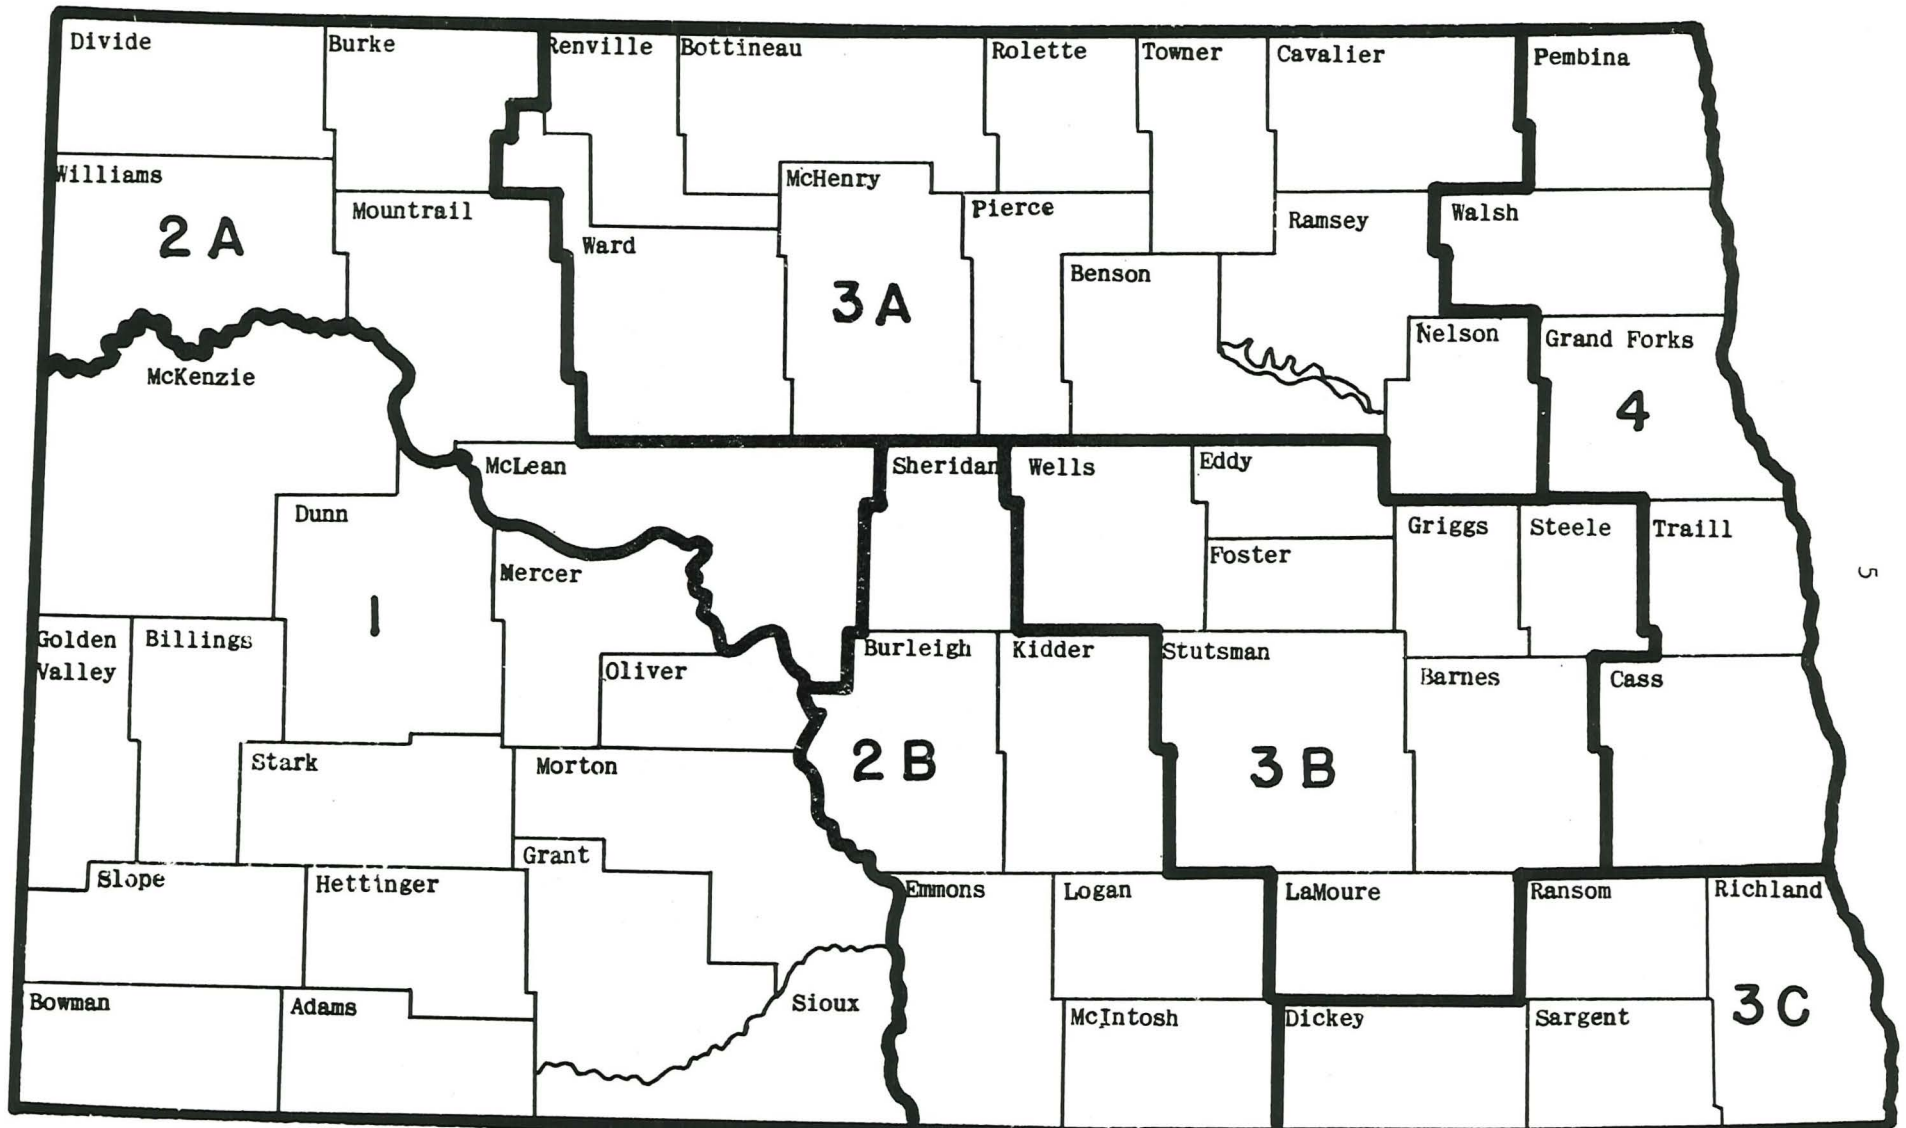 Divide
Burke
Renville
Bottineau
Rolette
Towner
Cavalier
Pembina
Williams
2 A
Mountrail
Ward
McHenry
Pierce
3 A
Benson
Ramsey
Walsh
Nelson
Grand Forks
4
McKenzie
McLean
Sheridan
Wells
Eddy
Griggs
Steele
Traill
Dunn
Foster
5
Mercer
1
Golden
Valley
Billings
Oliver
Burleigh
Kidder
Stutsman
Barnes
Cass
Stark
Morton
2 B
3 B
Grant
Slope
Hettinger
Emmons
Logan
LaMoure
Ransom
Richland
Bowman
Adams
Sioux
McIntosh
Dickey
Sargent
3 C